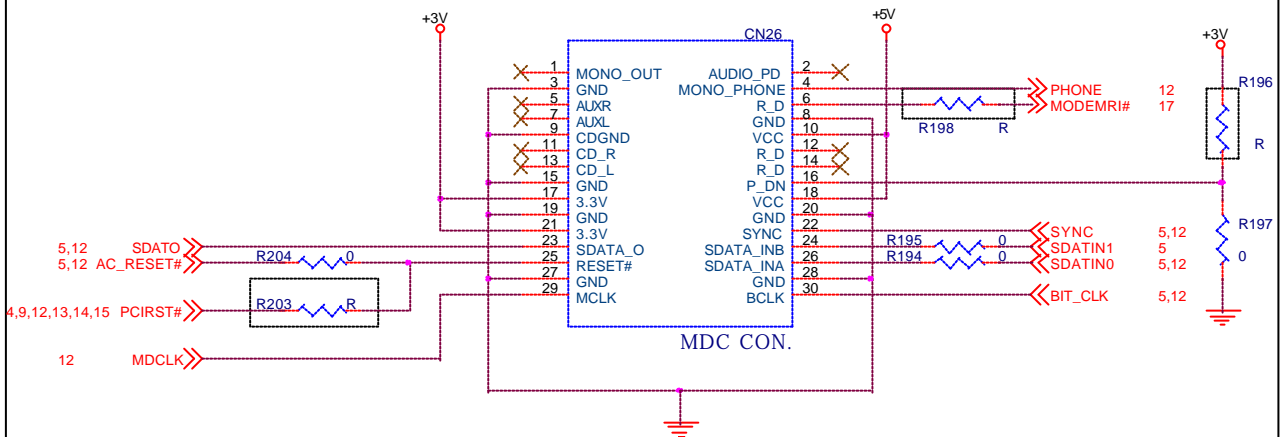 +3V
+5V
+3V
CN26
1 MONO_OUT AUDIO_PD 2
3 GND MONO_PHONE 4 PHONE 12
5 AUXR R_D 6 MODEMRI# 17
7 AUXL GND 8
9 CDGND VCC 10
11 CD_R R_D 12
13 CD_L R_D 14
15 GND P_DN 16
17 3.3V VCC 18
19 GND GND 20
21 3.3V SYNC 22 SYNC 5,12
5,12 SDATO 23 SDATA_O SDATA_INB 24 R195 0 SDATIN1 5
5,12 AC_RESET# R204 0 25 RESET# SDATA_INA 26 R194 0 SDATIN0 5,12
27 GND GND 28
29 MCLK BCLK 30 BIT_CLK 5,12
R198 R
R196
R
R197
0
4,9,12,13,14,15 PCIRST# R203 R
12 MDCLK
MDC CON.